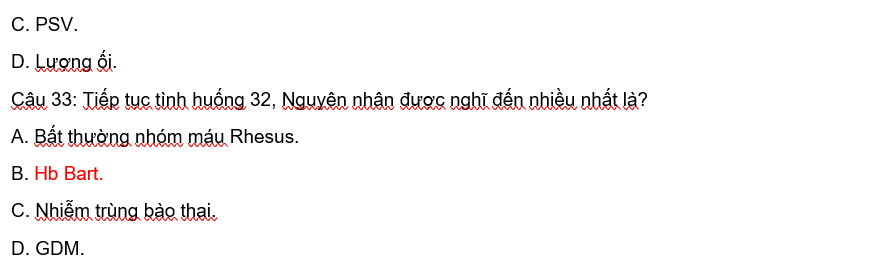 C. PSV.
D. Lượng ối.
Câu 33: Tiếp tục tình huống 32, Nguyên nhân được nghĩ đến nhiều nhất là?
A. Bất thường nhóm máu Rhesus.
B. Hb Bart.
C. Nhiễm trùng bào thai.
D. GDM.